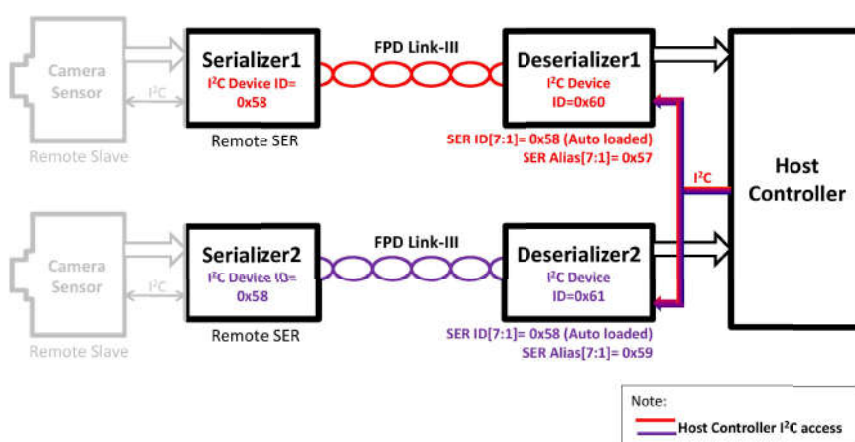 Camera
Sensor
I²C
Remote Slave
Serializer1
I²C Device ID=
0x58
Remote SER
FPD Link-III
Deserializer1
I²C Device
ID=0x60
SER ID[7:1]= 0x58 (Auto loaded)
SER Alias[7:1]= 0x57
I²C
Host
Controller
Camera
Sensor
I²C
Remote Slave
Serializer2
I²C Device ID=
0x58
Remote SER
FPD Link-III
Deserializer2
I²C Device
ID=0x61
SER ID[7:1]= 0x58 (Auto loaded)
SER Alias[7:1]= 0x59
Note:
Host Controller I²C access